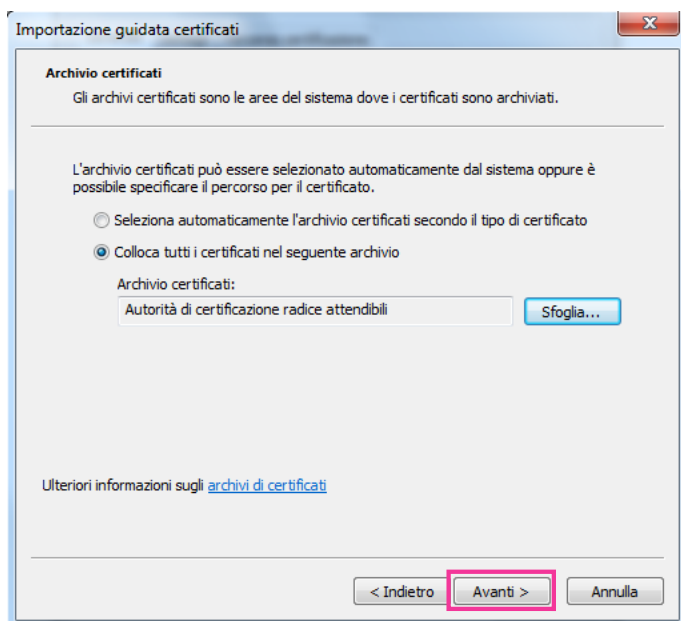 Importazione guidata certificati
x
Archivio certificati
Gli archivi certificati sono le aree del sistema dove i certificati sono archiviati.
L'archivio certificati può essere selezionato automaticamente dal sistema oppure è
possibile specificare il percorso per il certificato.
Seleziona automaticamente l'archivio certificati secondo il tipo di certificato
Colloca tutti i certificati nel seguente archivio
Archivio certificati:
Autorità di certificazione radice attendibili
Sfoglia...
Ulteriori informazioni sugli archivi di certificati
< Indietro
Avanti >
Annulla